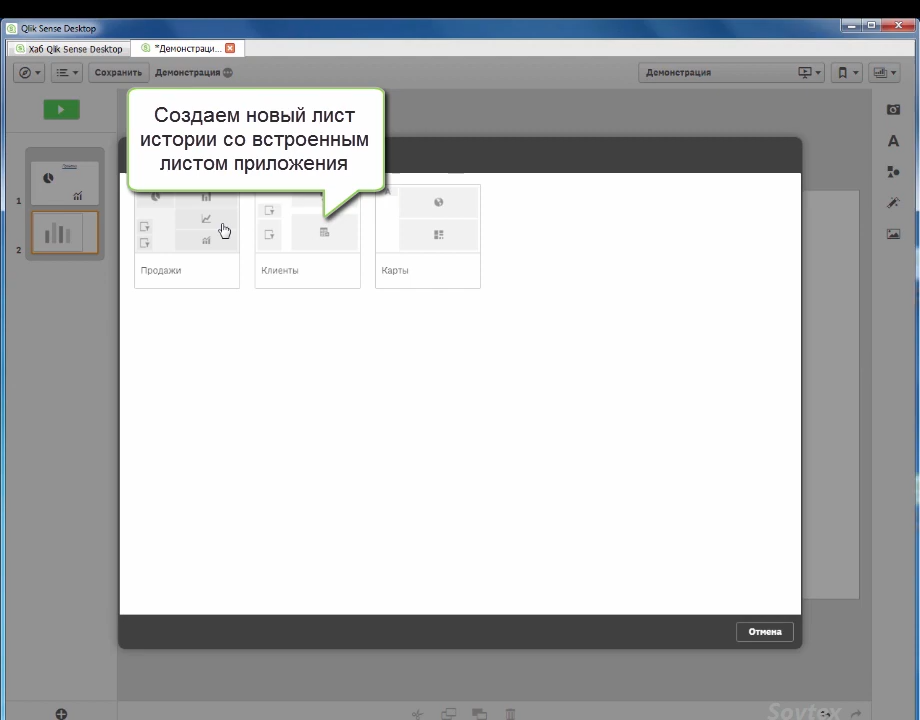 Qlik Sense Desktop
Хаб Qlik Sense Desktop
*Демонстраци...
Сохранить
Демонстрация
Демонстрация
Создаем новый лист
истории со встроенным
листом приложения
A
1
2
Продажи
Клиенты
Карты
Отмена
Sovtex